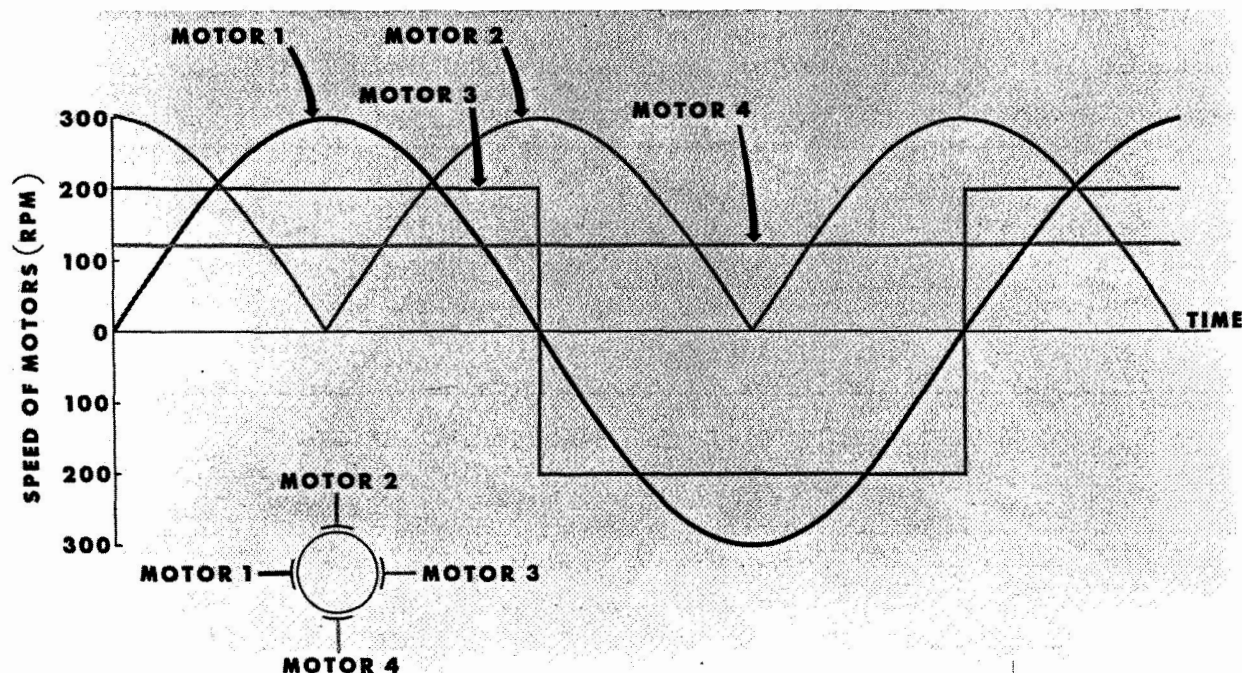 MOTOR 1
MOTOR 2
MOTOR 3
MOTOR 4
300
200
100
0
100
200
300
SPEED OF MOTORS (RPM)
TIME
MOTOR 2
MOTOR 1
MOTOR 3
MOTOR 4